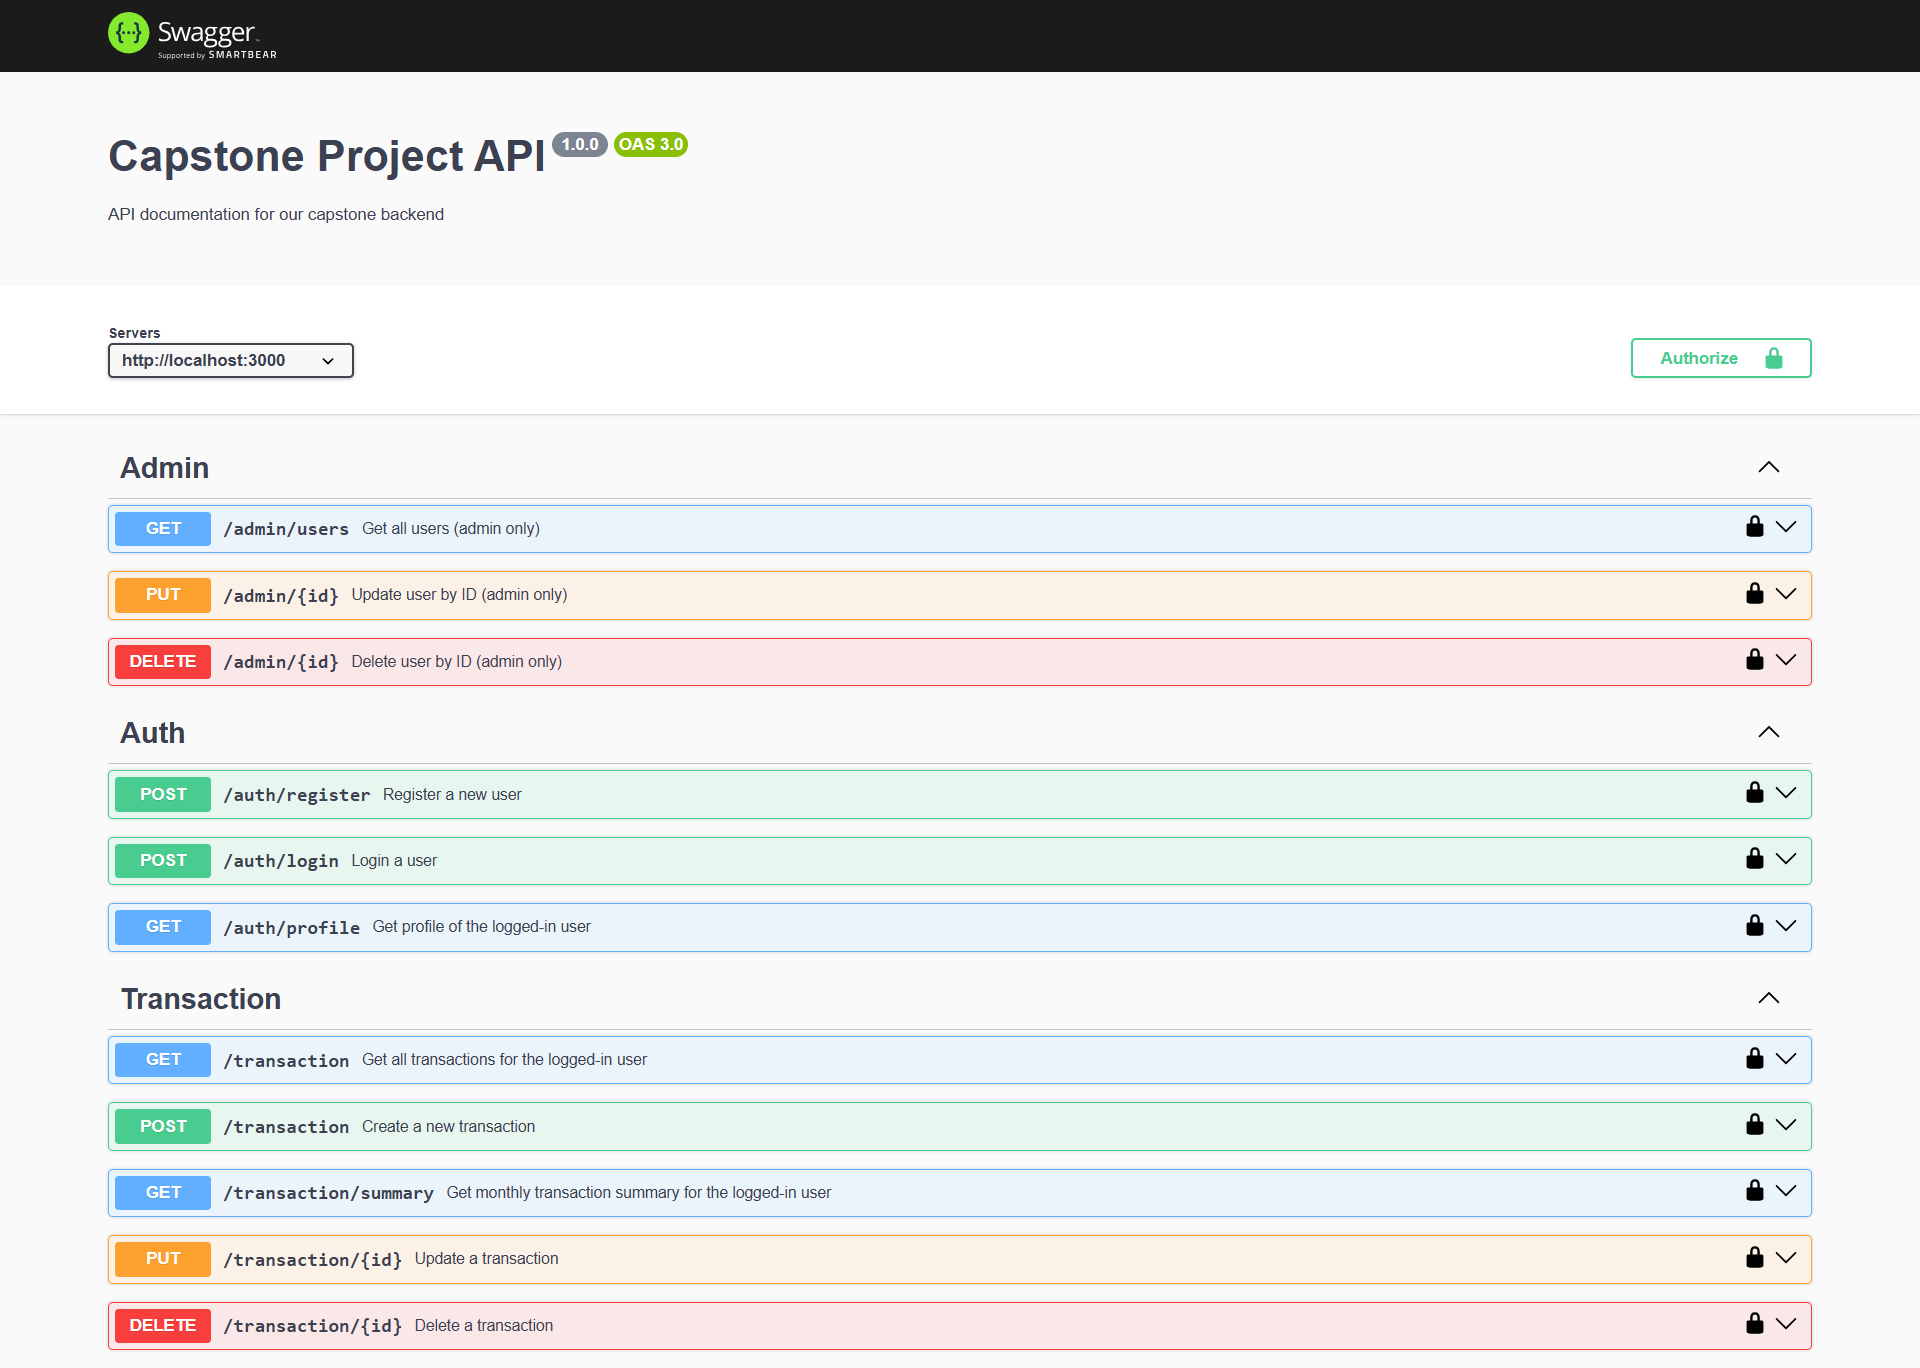 Swagger
Supported by SMARTBEAR
Capstone Project API 1.0.0 OAS 3.0
API documentation for our capstone backend
Servers
http://localhost:3000
Authorize
Admin
GET /admin/users Get all users (admin only)
PUT /admin/{id} Update user by ID (admin only)
DELETE /admin/{id} Delete user by ID (admin only)
Auth
POST /auth/register Register a new user
POST /auth/login Login a user
GET /auth/profile Get profile of the logged-in user
Transaction
GET /transaction Get all transactions for the logged-in user
POST /transaction Create a new transaction
GET /transaction/summary Get monthly transaction summary for the logged-in user
PUT /transaction/{id} Update a transaction
DELETE /transaction/{id} Delete a transaction